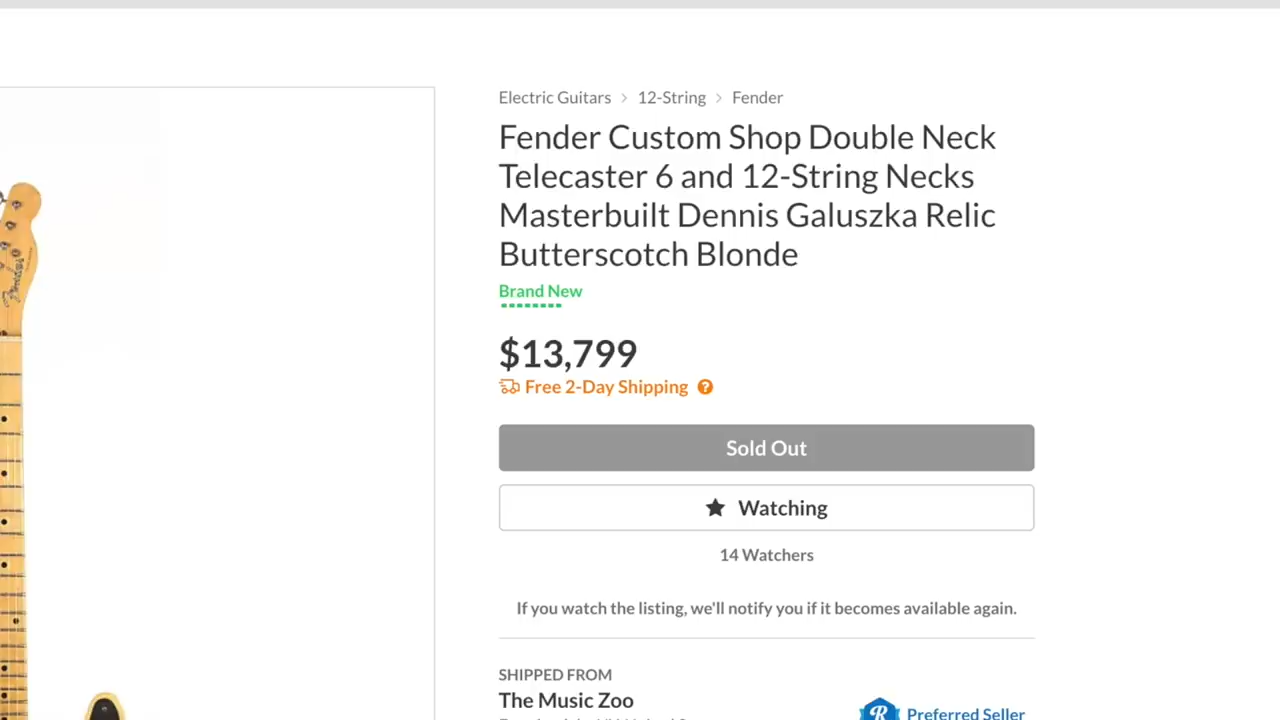 Electric Guitars > 12-String > Fender
Fender Custom Shop Double Neck
Telecaster 6 and 12-String Necks
Masterbuilt Dennis Galuszka Relic
Butterscotch Blonde
Brand New
$13,799
Free 2-Day Shipping ?
Sold Out
Watching
14 Watchers
If you watch the listing, we'll notify you if it becomes available again.
SHIPPED FROM
The Music Zoo
Preferred Seller
Fender